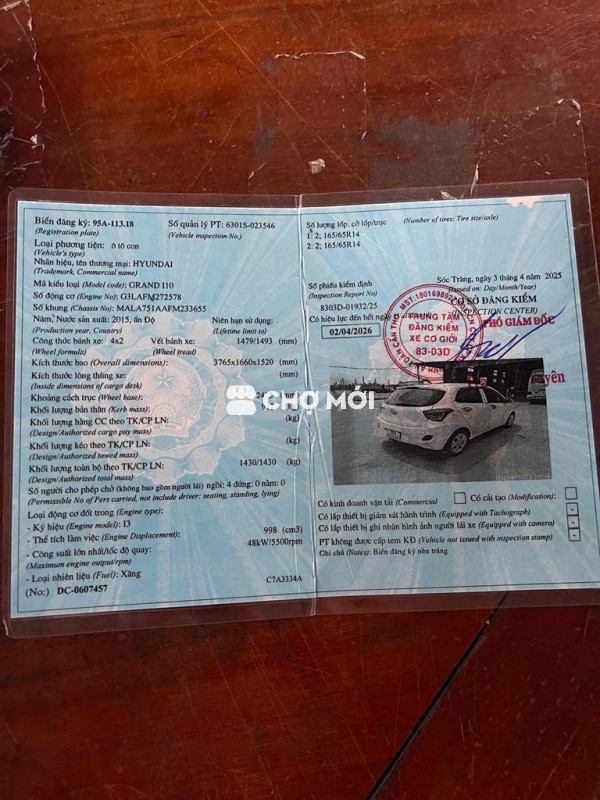 Biển đăng ký: 95A-113.18
(Registration plate)
Số quản lý PT: 6301S-023546
(Vehicle inspection No.)
Loại phương tiện: ô tô con
(Vehicle's type)
Nhãn hiệu, tên thương mại: HYUNDAI
(Trademark, Commercial name)
Mã kiểu loại (Model code): GRAND I10
Số động cơ (Engine No): G3LAFM272578
Số khung (Chassis No): MALA751AAFM233655
Năm, Nước sản xuất: 2015, ấn Độ
(Production year, Country)
Niên hạn sử dụng:
(Lifetime limit to)
Công thức bánh xe: 4x2
(Wheel formula)
Vết bánh xe: 1479/1493 (mm)
(Wheel tread)
Kích thước bao (Overall dimensions): 3765x1660x1520 (mm)
Kích thước lòng thùng xe: (mm)
(Inside dimensions of cargo desk)
Khoảng cách trục (Wheel base): (mm)
Khối lượng bản thân (Kerb mass): (kg)
Khối lượng hàng CC theo TK/CP LN: (kg)
(Design/Authorized cargo pay mass)
Khối lượng kéo theo TK/CP LN: (kg)
(Design/Authorized towed mass)
Khối lượng toàn bộ theo TK/CP LN: 1430/1430 (kg)
(Design/Authorized total mass)
Số người cho phép chở (không bao gồm người lái) ngồi: 4 đứng: 0 nằm: 0
(Permissible No of Pers carried, not include driver: seating, standing, lying)
Loại động cơ đốt trong (Engine type):
- Ký hiệu (Engine model): I3
- Thể tích làm việc (Engine Displacement): 998 (cm3)
- Công suất lớn nhất/tốc độ quay: 48kW/5500rpm
(Maximum engine output/rpm)
- Loại nhiên liệu (Fuel): Xăng
C7A3334A
(No:) DC-0607457
Số lượng lốp, cỡ lốp/trục
(Number of tires: Tire size/axle)
1: 2; 165/65R14
2: 2; 165/65R14
Số phiếu kiểm định
(Inspection Report No)
8303D-01932/25
Có hiệu lực đến hết ngày
02/04/2026
Sóc Trăng, ngày 3 tháng 4 năm 2025
(Issued on: Day/Month/Year)
CƠ SỞ ĐĂNG KIỂM
(INSPECTION CENTER)
PHÓ GIÁM ĐỐC
TRUNG TÂM
ĐĂNG KIỂM
XE CƠ GIỚI
83-03D
CHỢ MỚI
Có kinh doanh vận tải (Commercial
Có cải tạo (Modification):
Có lắp thiết bị giám sát hành trình (Equipped with Tachograph)
Có lắp thiết bị ghi nhận hình ảnh người lái xe (Equipped with camera)
PT không được cấp tem KĐ (Vehicle not issued with inspection stamp)
Ghi chú (Notes): Biển đăng ký nền trắng